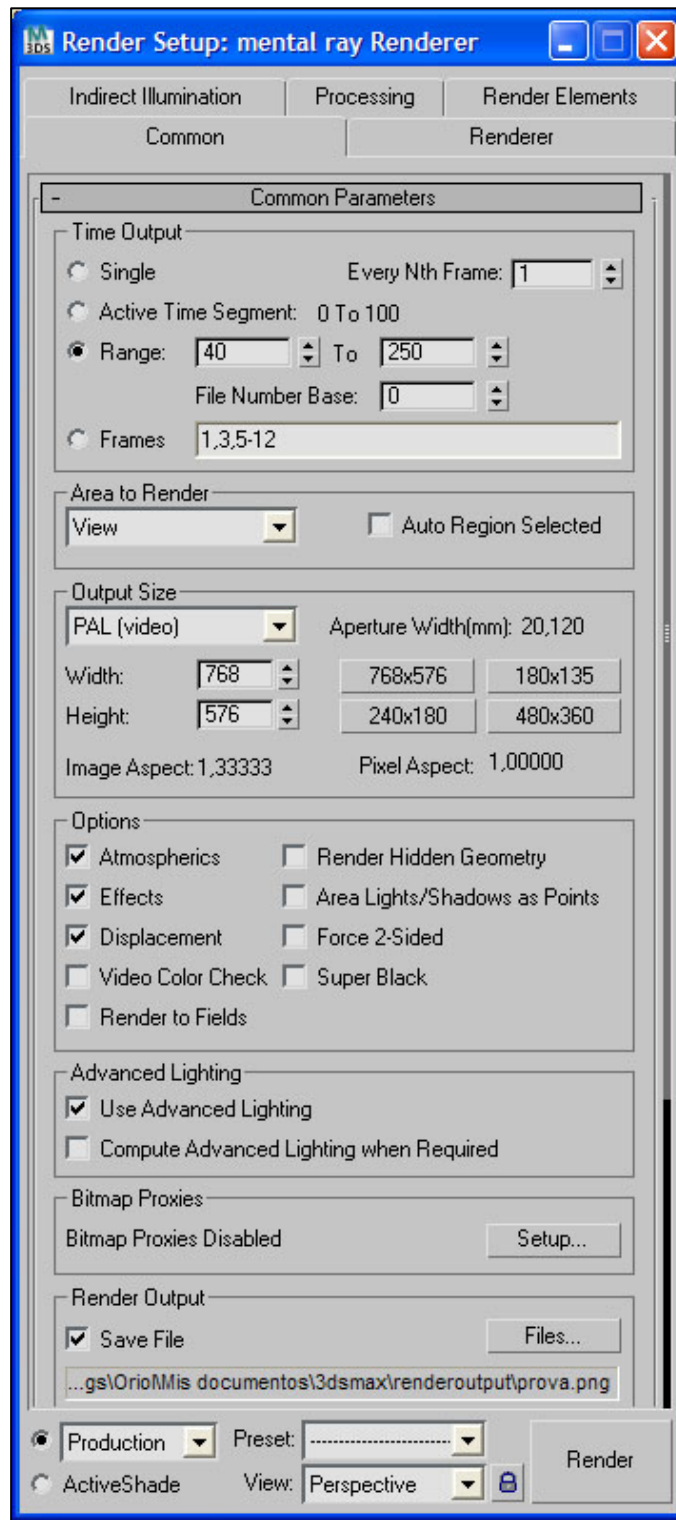 Render Setup: mental ray Renderer
Indirect Illumination Processing Render Elements
Common Renderer
- Common Parameters
Time Output
Single Every Nth Frame: 1
Active Time Segment: 0 To 100
Range: 40 To 250
File Number Base: 0
Frames 1,3,5-12
Area to Render
View Auto Region Selected
Output Size
PAL (video) Aperture Width(mm): 20,120
Width: 768 768x576 180x135
Height: 576 240x180 480x360
Image Aspect: 1,33333 Pixel Aspect: 1,00000
Options
Atmospherics Render Hidden Geometry
Effects Area Lights/Shadows as Points
Displacement Force 2-Sided
Video Color Check Super Black
Render to Fields
Advanced Lighting
Use Advanced Lighting
Compute Advanced Lighting when Required
Bitmap Proxies
Bitmap Proxies Disabled Setup...
Render Output
Save File Files...
...gs\Oriol\Mis documentos\3dsmax\renderoutput\prova.png
Production Preset: ----------------------- Render
ActiveShade View: Perspective